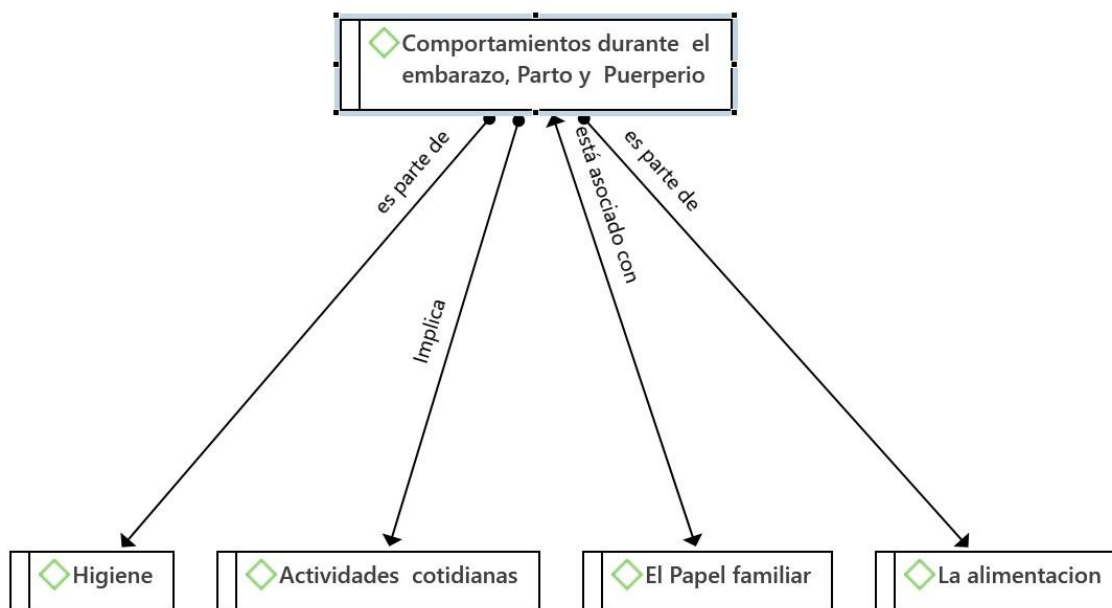 Comportamientos durante el
embarazo, Parto y Puerperio
es parte de
Implica
está asociado con
es parte de
Higiene
Actividades cotidianas
El Papel familiar
La alimentacion